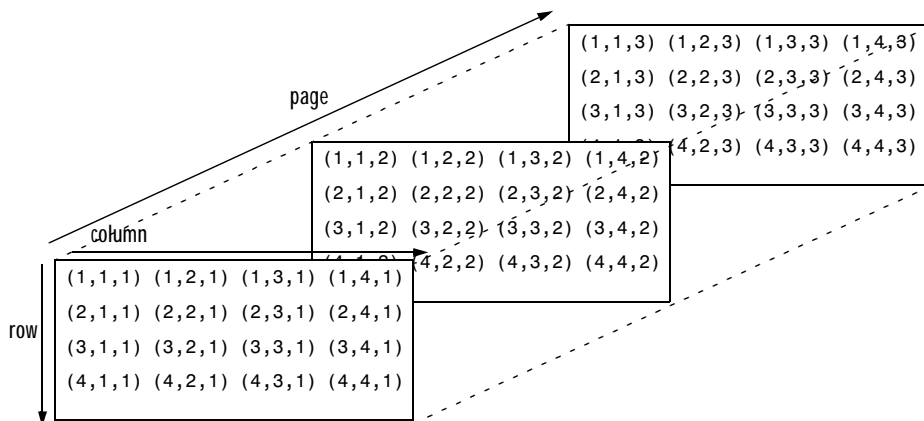 (1,1,3) (1,2,3) (1,3,3) (1,4,3)
(2,1,3) (2,2,3) (2,3,3) (2,4,3)
(3,1,3) (3,2,3) (3,3,3) (3,4,3)
(4,2,3) (4,3,3) (4,4,3)
page
(1,1,2) (1,2,2) (1,3,2) (1,4,2)
(2,1,2) (2,2,2) (2,3,2) (2,4,2)
(3,1,2) (3,2,2) (3,3,2) (3,4,2)
(4,2,2) (4,3,2) (4,4,2)
column
row
(1,1,1) (1,2,1) (1,3,1) (1,4,1)
(2,1,1) (2,2,1) (2,3,1) (2,4,1)
(3,1,1) (3,2,1) (3,3,1) (3,4,1)
(4,1,1) (4,2,1) (4,3,1) (4,4,1)